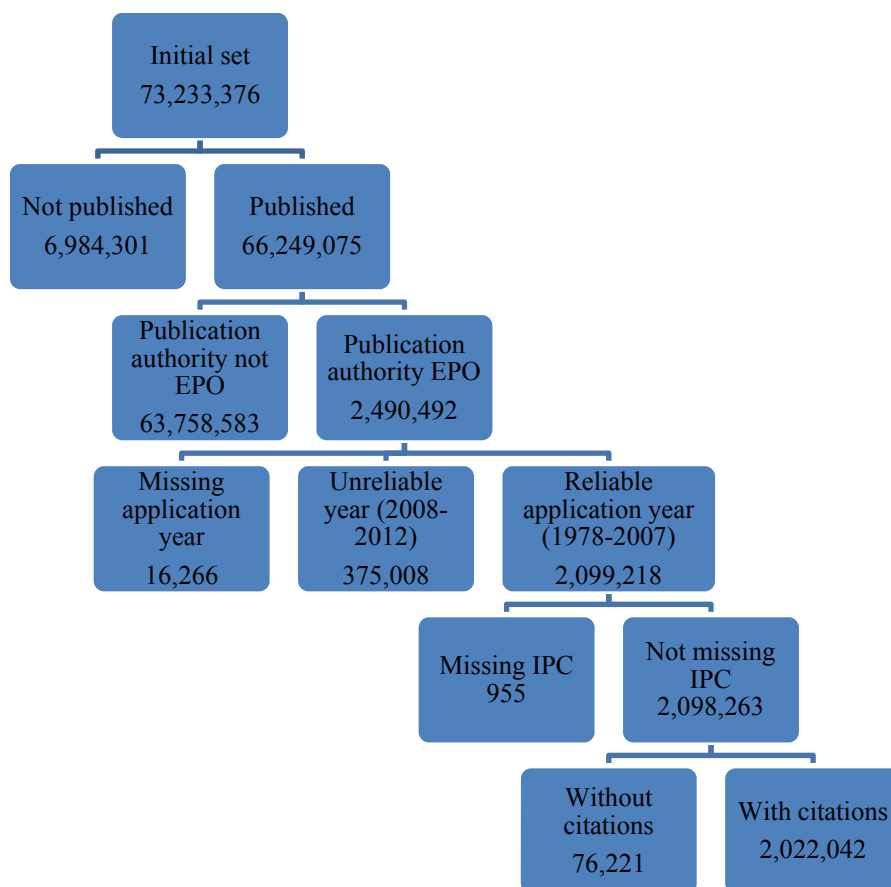 Initial set
73,233,376
Not published
6,984,301
Published
66,249,075
Publication
authority not
EPO
63,758,583
Publication
authority EPO
2,490,492
Missing
application
year
16,266
Unreliable
year (2008-
2012)
375,008
Reliable
application year
(1978-2007)
2,099,218
Missing IPC
955
Not missing
IPC
2,098,263
Without
citations
76,221
With citations
2,022,042